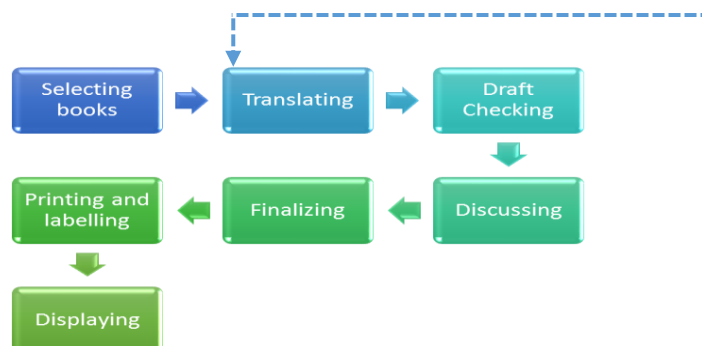 Selecting
books
Translating
Draft
Checking
Discussing
Finalizing
Printing and
labelling
Displaying